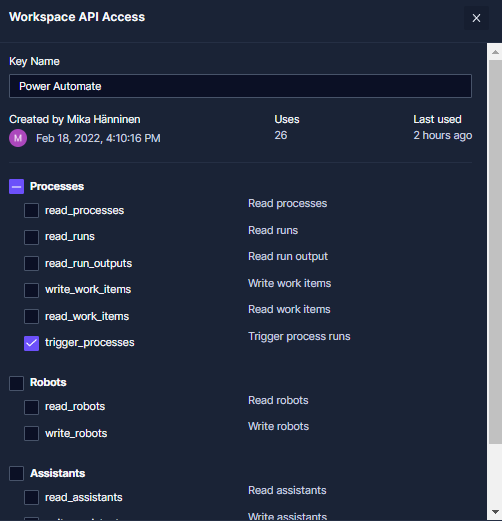 Workspace API Access
Key Name
Power Automate
Created by Mika Hänninen Uses Last used
M Feb 18, 2022, 4:10:16 PM 26 2 hours ago
Processes
read_processes Read processes
read_runs Read runs
read_run_outputs Read run output
write_work_items Write work items
read_work_items Read work items
trigger_processes Trigger process runs
Robots
read_robots Read robots
write_robots Write robots
Assistants
read_assistants Read assistants
Write assistants